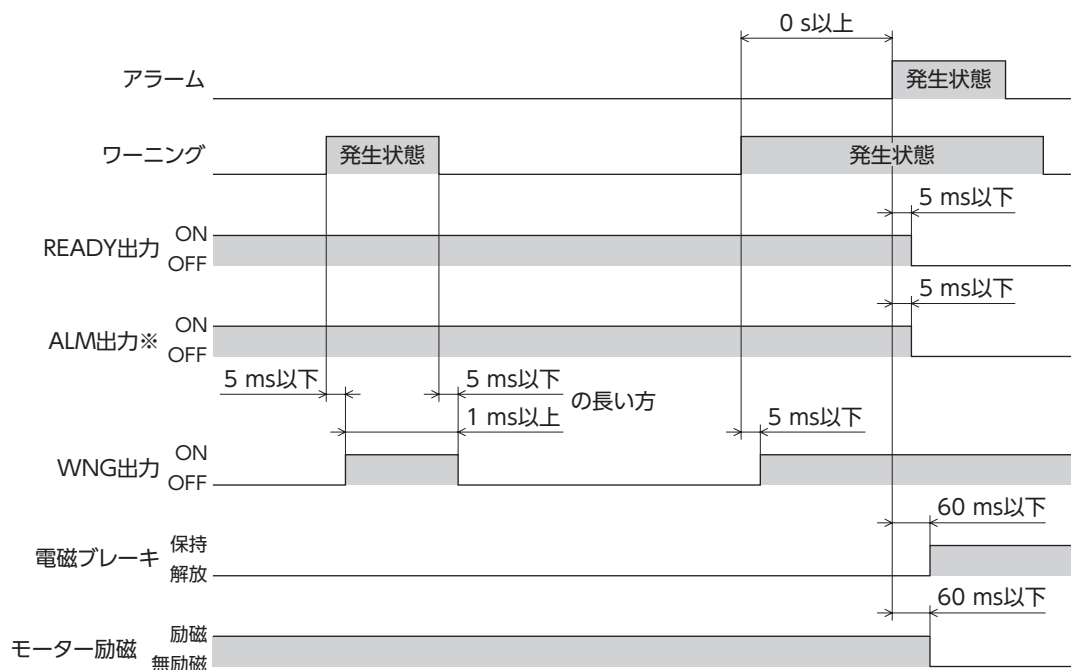 0 s以上
アラーム
発生状態
ワーニング
発生状態
発生状態
5 ms以下
READY出力
ON
OFF
5 ms以下
ALM出力※
ON
OFF
5 ms以下
5 ms以下
の長い方
1 ms以上
5 ms以下
WNG出力
ON
OFF
60 ms以下
電磁ブレーキ
保持
解放
60 ms以下
モーター励磁
励磁
無励磁